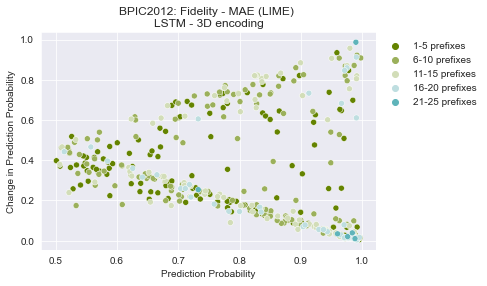 BPIC2012: Fidelity - MAE (LIME)
LSTM - 3D encoding
Change in Prediction Probability
1.0
0.8
0.6
0.4
0.2
0.0
0.5
0.6
0.7
0.8
0.9
1.0
Prediction Probability
1-5 prefixes
6-10 prefixes
11-15 prefixes
16-20 prefixes
21-25 prefixes